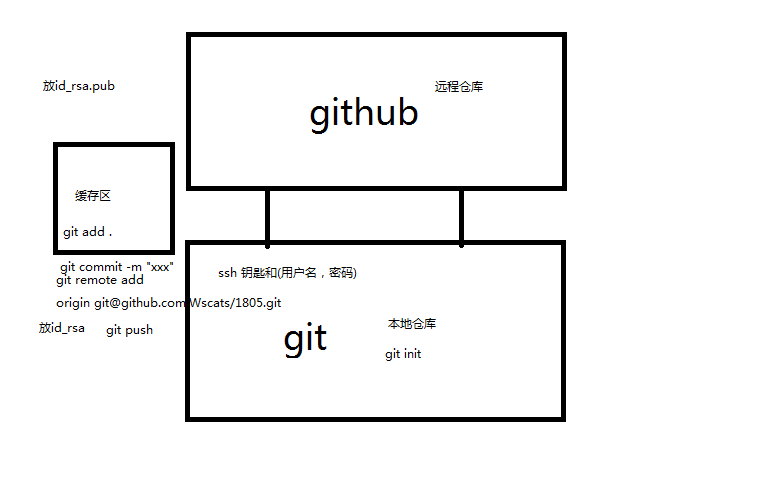 放id_rsa.pub
远程仓库
github
缓存区
git add .
git commit -m "xxx"
git remote add
origin git@github.com:Wscats/1805.git
放id_rsa
git push
ssh 钥匙和(用户名，密码)
本地仓库
git
git init